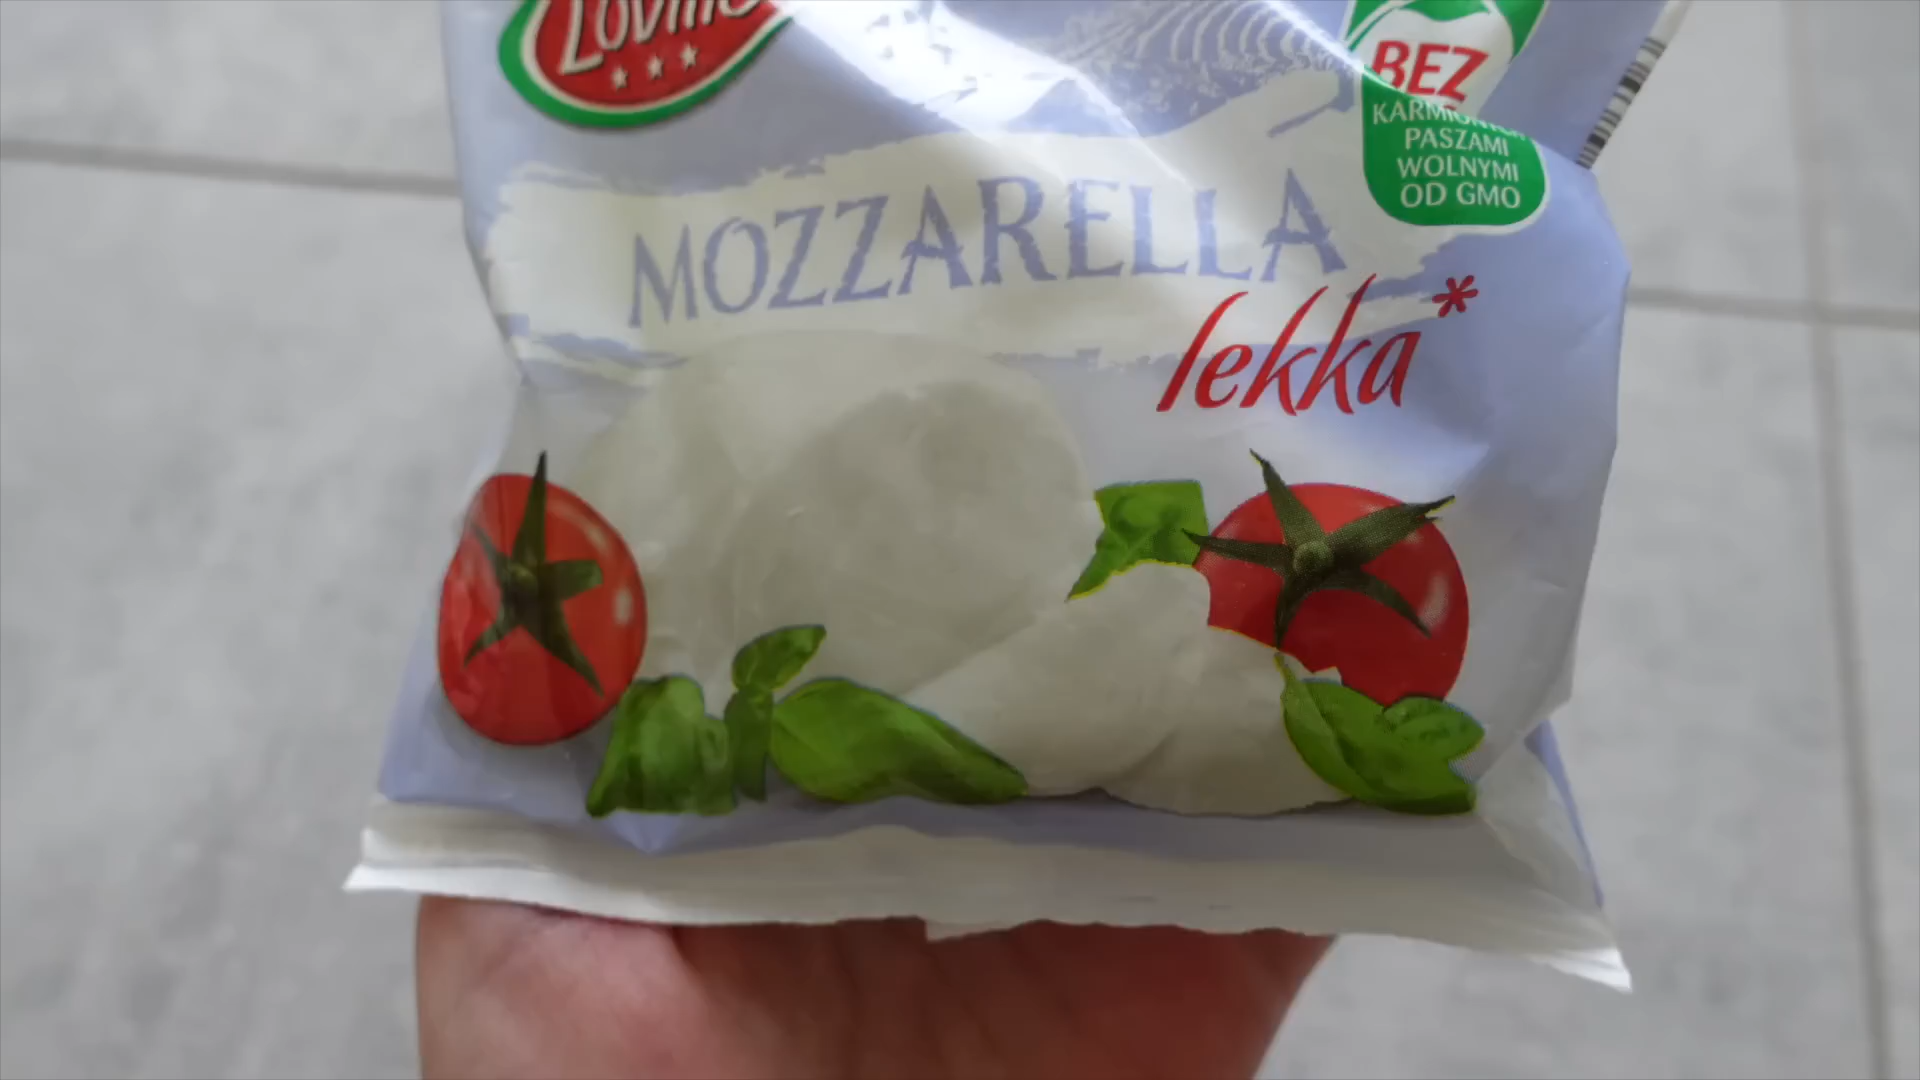 BEZ
PASZAMI
WOLNYMI
OD GMO
MOZZARELLA
lekka*